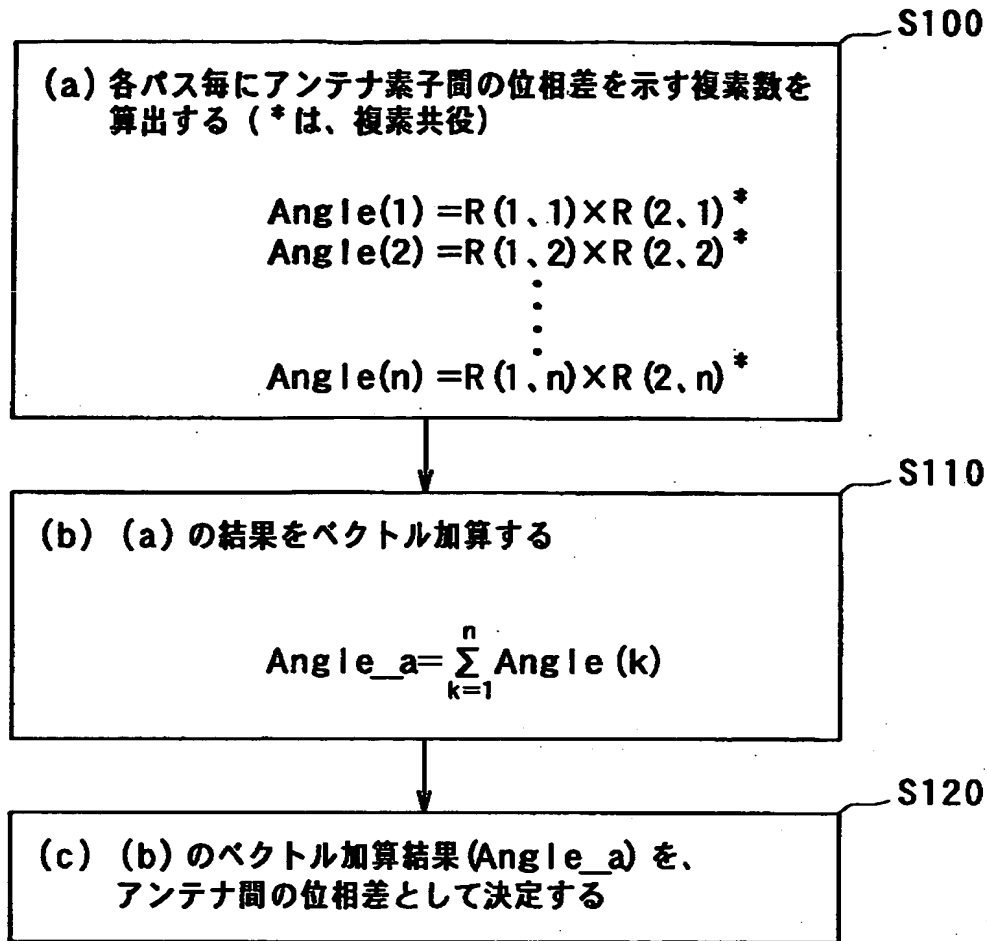 S100
(a) 各パス毎にアンテナ素子間の位相差を示す複素数を
算出する (*は、複素共役)
Angle(1) =R(1、1)×R(2、1)*
Angle(2) =R(1、2)×R(2、2)*
Angle(n) =R(1、n)×R(2、n)*
S110
(b) (a)の結果をベクトル加算する
n
Angle_a= Σ Angle(k)
k=1
S120
(c) (b)のベクトル加算結果(Angle_a)を、
アンテナ間の位相差として決定する